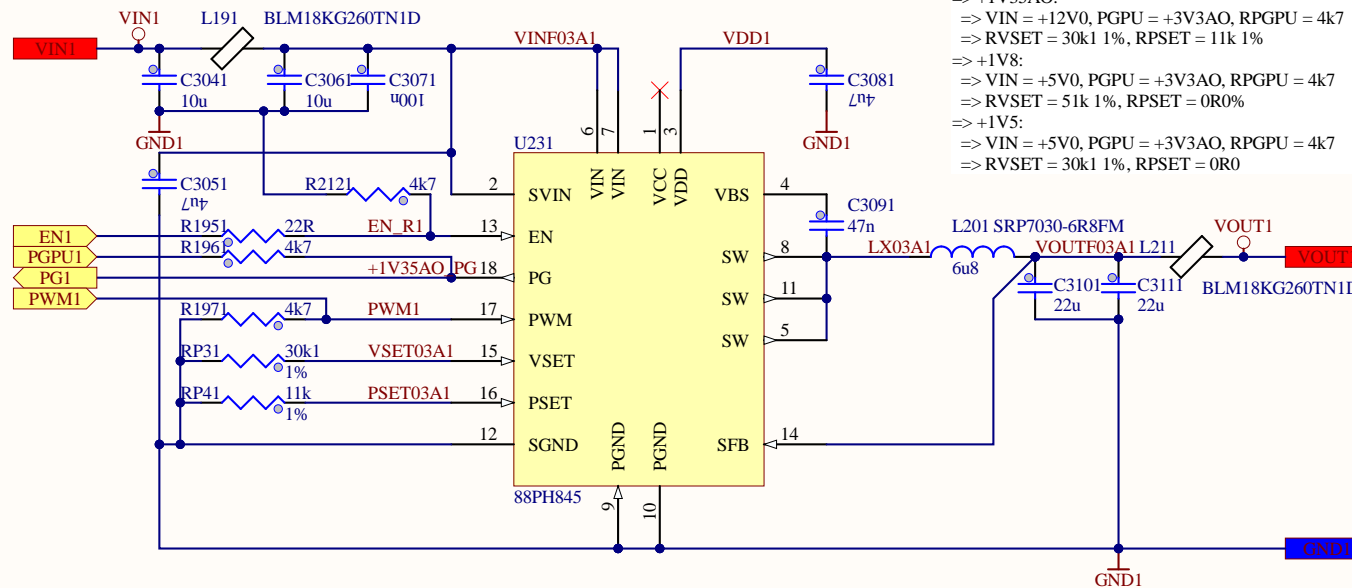 => +1V35AO:
=> VIN = +12V0, PGPU = +3V3AO, RPGPU = 4k7
=> RVSET = 30k1 1%, RPSET = 11k 1%
=> +1V8:
=> VIN = +5V0, PGPU = +3V3AO, RPGPU = 4k7
=> RVSET = 51k 1%, RPSET = 0R0%
=> +1V5:
=> VIN = +5V0, PGPU = +3V3AO, RPGPU = 4k7
=> RVSET = 30k1 1%, RPSET = 0R0
VIN1
L191
BLM18KG260TN1D
VIN1
VINF03A1
VDD1
C3041
10u
C3061
10u
C3071
100n
C3081
4u7
GND1
GND1
6
7
1
3
U231
VIN
VIN
VCC
VDD
C3051
4u7
R2121
4k7
2
SVIN
VBS
4
C3091
47n
EN1
R1951
22R
EN_R1
13
EN
PGPU1
R1961
4k7
PG1
+1V35AO_PG
18
PG
PWM1
R1971
4k7
PWM1
17
PWM
RP31
30k1
1%
VSET03A1
15
VSET
RP41
11k
1%
PSET03A1
16
PSET
12
SGND
SW
8
SW
11
SW
5
SFB
14
LX03A1
L201 SRP7030-6R8FM
6u8
VOUTF03A1
L211
VOUT1
VOUT
BLM18KG260TN1D
C3101
22u
C3111
22u
PGND
PGND
88PH845
9
10
GND1
GND1